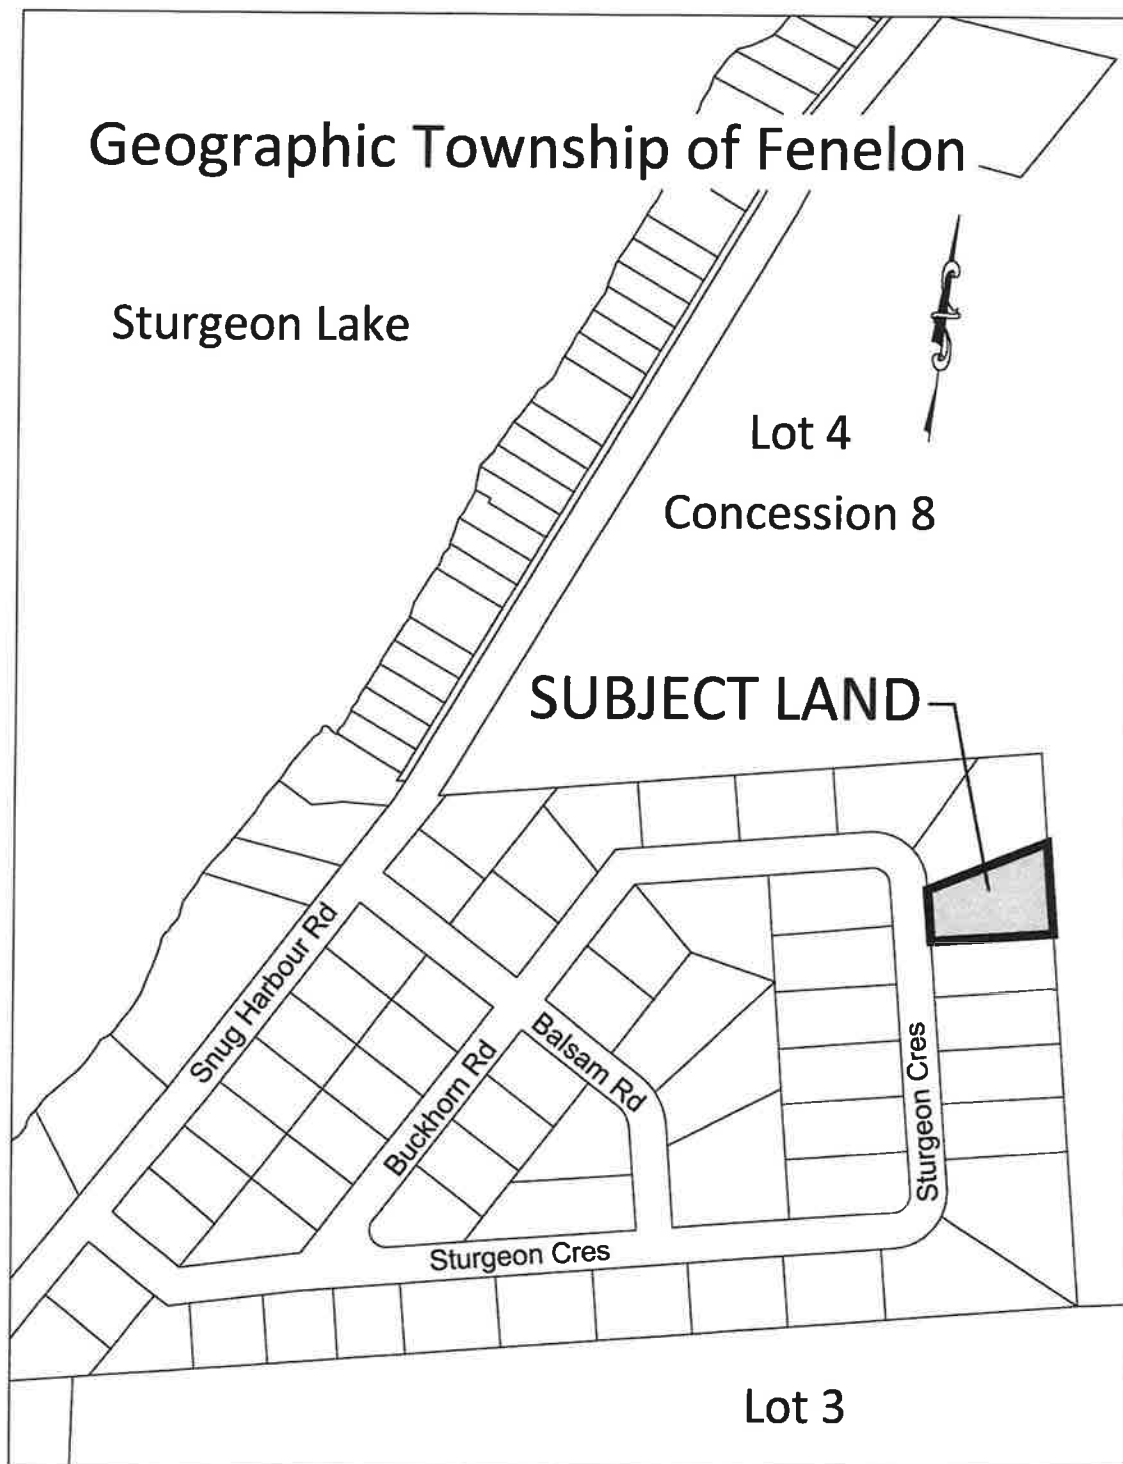 Geographic Township of Fenelon
Sturgeon Lake
Lot 4
Concession 8
SUBJECT LAND
Snug Harbour Rd
Buckhorn Rd
Balsam Rd
Sturgeon Cres
Sturgeon Cres
Lot 3